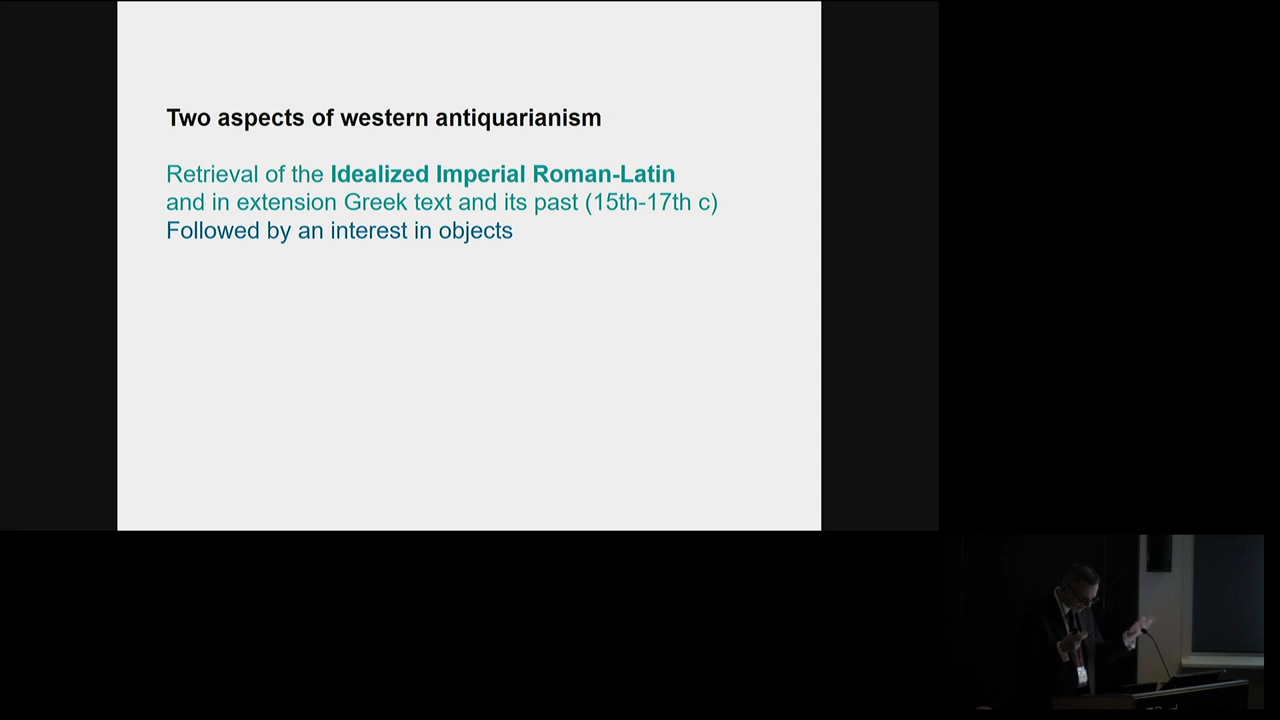 Two aspects of western antiquarianism
Retrieval of the Idealized Imperial Roman-Latin
and in extension Greek text and its past (15th-17th c)
Followed by an interest in objects